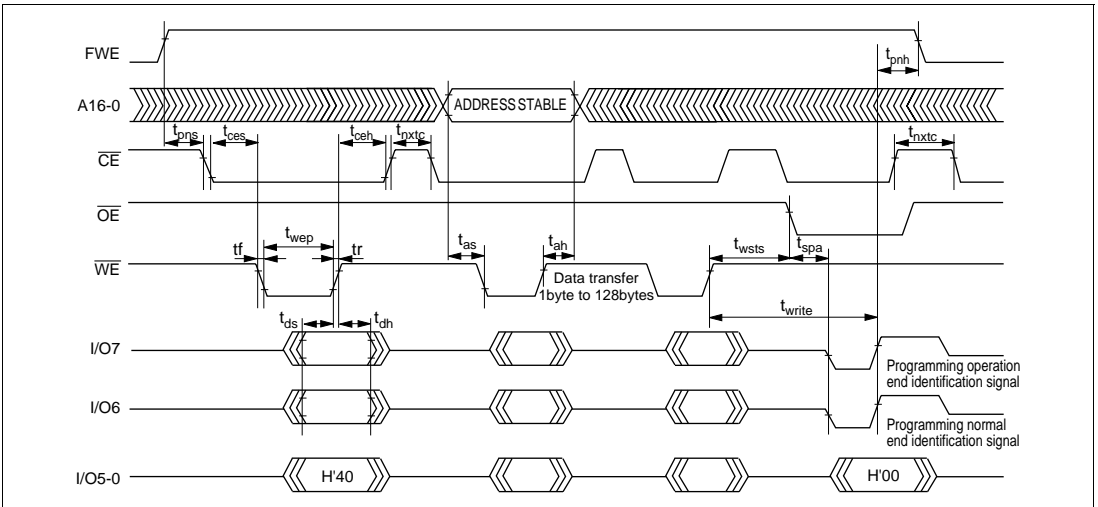 FWE
tpnh
A16-0
ADDRESS STABLE
tpns
tces
tceh
tnxtc
tnxtc
CE
OE
twep
tf
tr
tas
tah
twsts
tspa
WE
Data transfer
1byte to 128bytes
twrite
tds
tdh
I/O7
Programming operation
end identification signal
I/O6
Programming normal
end identification signal
I/O5-0
H'40
H'00